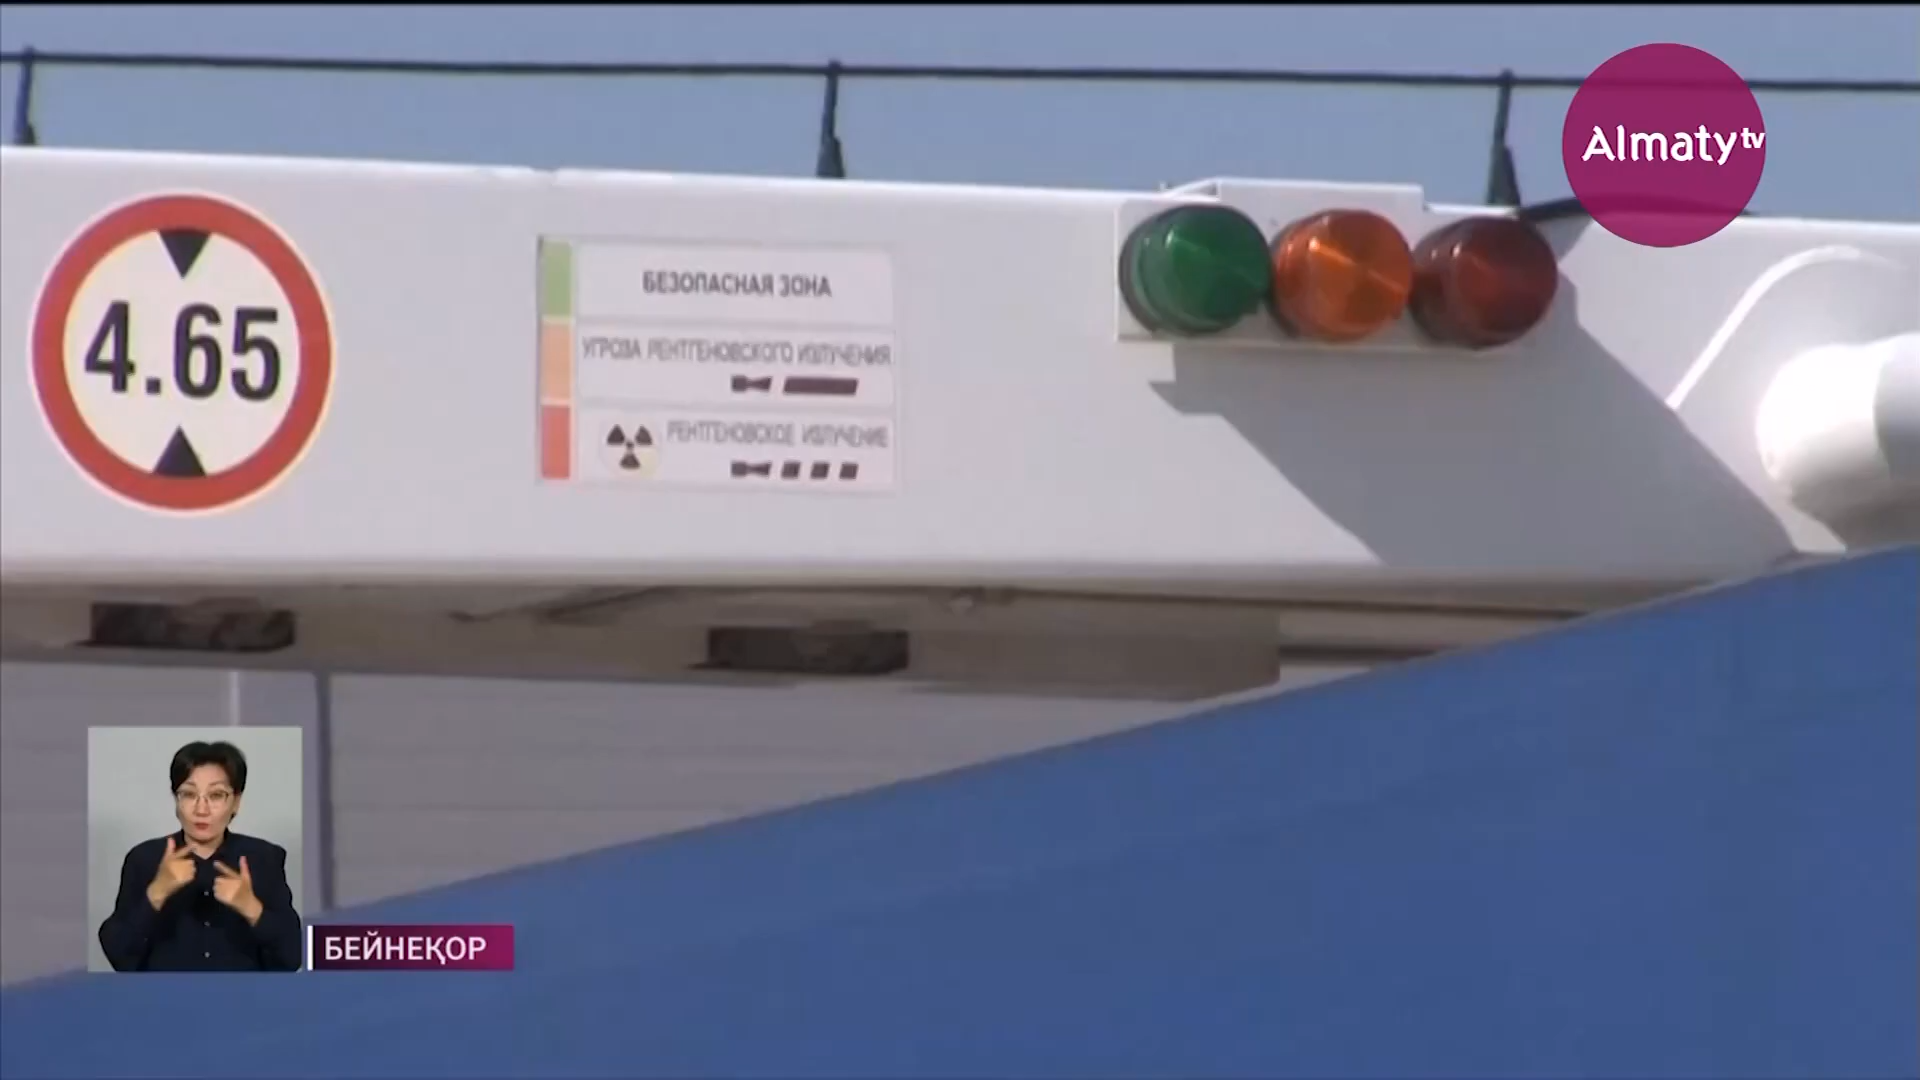 Almaty tv
4.65
БЕЗОПАСНАЯ ЗОНА
УГРОЗА РЕНТГЕНОВСКОГО ИЗЛУЧЕНИЯ
РЕНТГЕНОВСКОЕ ИЗЛУЧЕНИЕ
БЕЙНЕҚОР